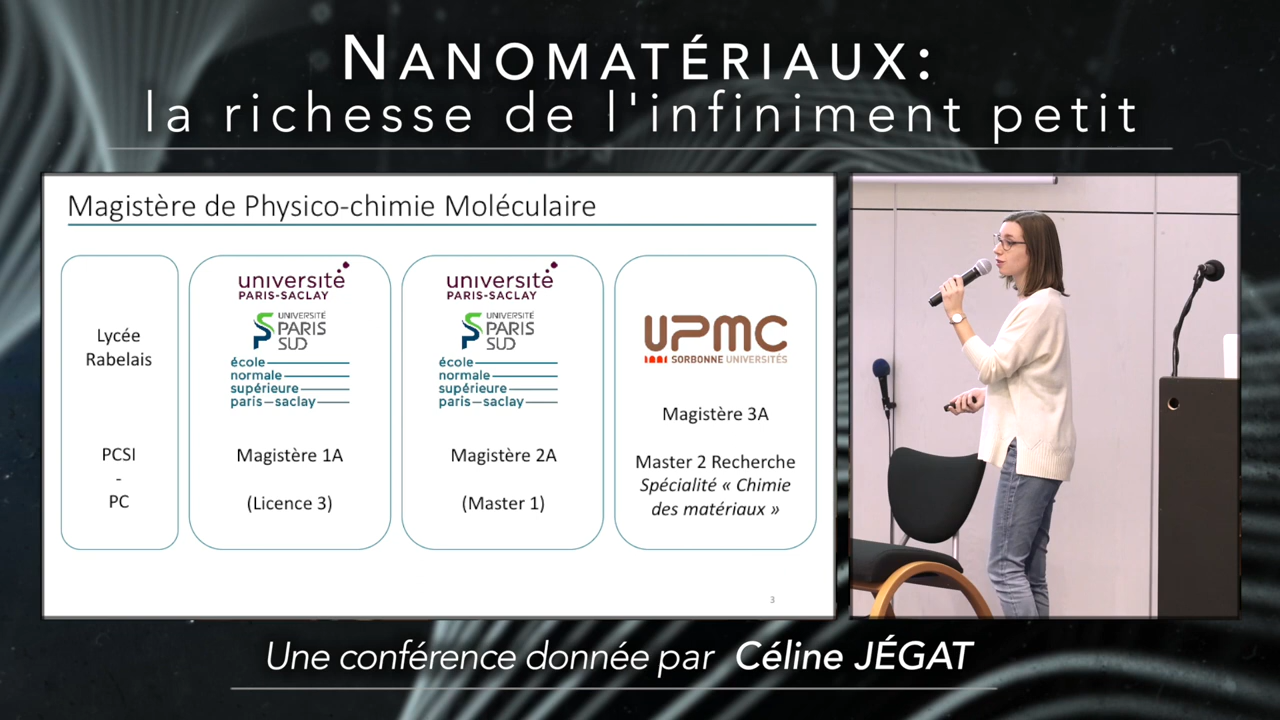 NANOMATÉRIAUX:
la richesse de l'infiniment petit
Magistère de Physico-chimie Moléculaire
Lycée
Rabelais
PCSI
-
PC
université
PARIS-SACLAY
UNIVERSITÉ
PARIS
SUD
école
normale
supérieure
paris-saclay
Magistère 1A
(Licence 3)
université
PARIS-SACLAY
UNIVERSITÉ
PARIS
SUD
école
normale
supérieure
paris-saclay
Magistère 2A
(Master 1)
UPMC
SORBONNE UNIVERSITÉS
Magistère 3A
Master 2 Recherche
Spécialité « Chimie
des matériaux »
3
Une conférence donnée par Céline JÉGAT